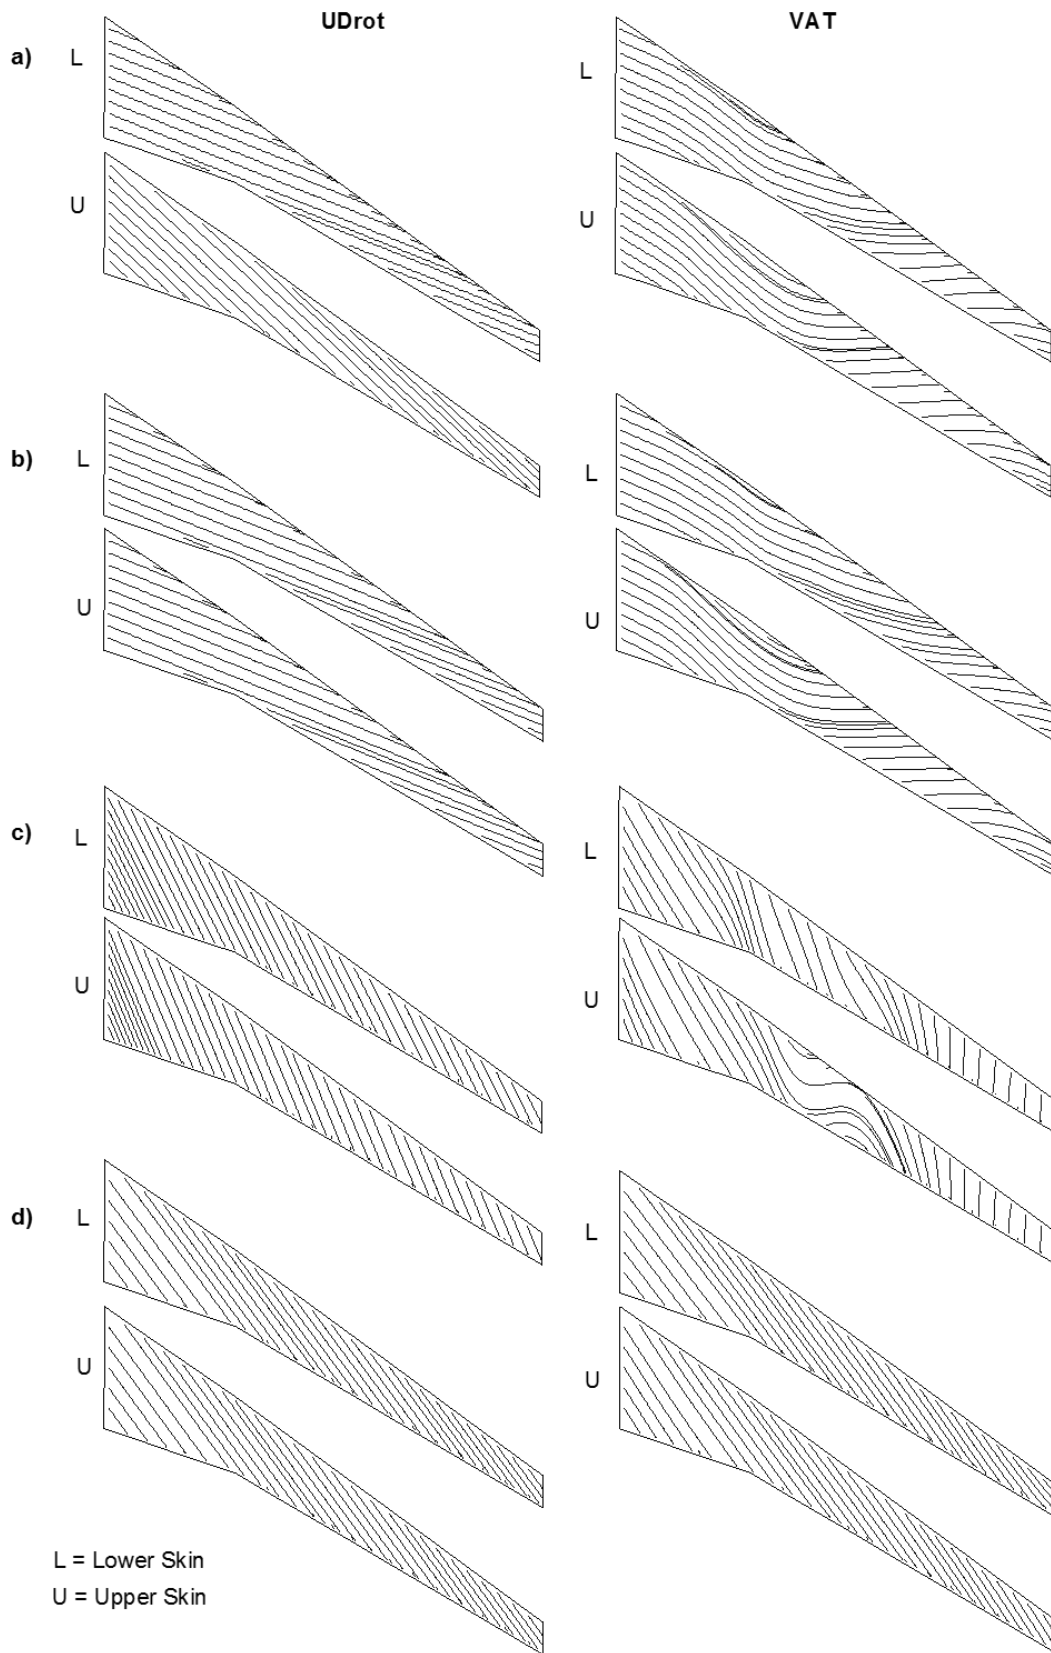 UDrot VAT
a) L L
U U
b) L L
U U
c) L L
U U
d) L L
U U
L = Lower Skin
U = Upper Skin